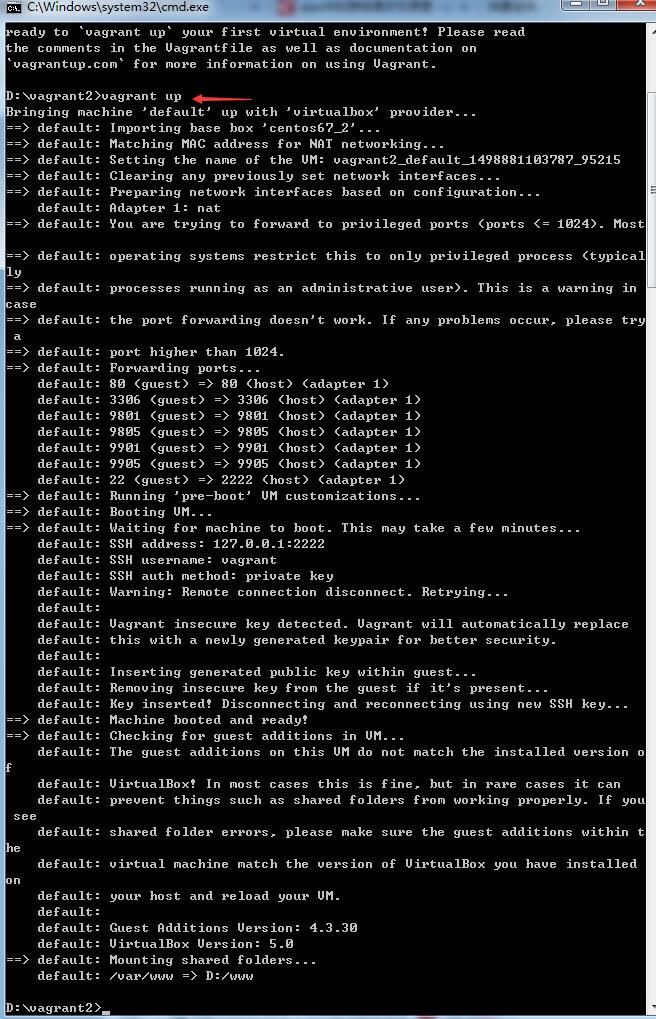 C:\Windows\system32\cmd.exe
ready to `vagrant up` your first virtual environment! Please read
the comments in the Vagrantfile as well as documentation on
`vagrantup.com` for more information on using Vagrant.
D:\vagrant2>vagrant up
Bringing machine 'default' up with 'virtualbox' provider...
==> default: Importing base box 'centos67_2'...
==> default: Matching MAC address for NAT networking...
==> default: Setting the name of the VM: vagrant2_default_1498881103787_95215
==> default: Clearing any previously set network interfaces...
==> default: Preparing network interfaces based on configuration...
default: Adapter 1: nat
==> default: You are trying to forward to privileged ports (ports <= 1024). Most
==> default: operating systems restrict this to only privileged process (typical
ly
==> default: processes running as an administrative user). This is a warning in
case
==> default: the port forwarding doesn't work. If any problems occur, please try
a
==> default: port higher than 1024.
==> default: Forwarding ports...
default: 80 (guest) => 80 (host) (adapter 1)
default: 3306 (guest) => 3306 (host) (adapter 1)
default: 9801 (guest) => 9801 (host) (adapter 1)
default: 9805 (guest) => 9805 (host) (adapter 1)
default: 9901 (guest) => 9901 (host) (adapter 1)
default: 9905 (guest) => 9905 (host) (adapter 1)
default: 22 (guest) => 2222 (host) (adapter 1)
==> default: Running 'pre-boot' VM customizations...
==> default: Booting VM...
==> default: Waiting for machine to boot. This may take a few minutes...
default: SSH address: 127.0.0.1:2222
default: SSH username: vagrant
default: SSH auth method: private key
default: Warning: Remote connection disconnect. Retrying...
default:
default: Vagrant insecure key detected. Vagrant will automatically replace
default: this with a newly generated keypair for better security.
default:
default: Inserting generated public key within guest...
default: Removing insecure key from the guest if it's present...
default: Key inserted! Disconnecting and reconnecting using new SSH key...
==> default: Machine booted and ready!
==> default: Checking for guest additions in VM...
default: The guest additions on this VM do not match the installed version o
f
default: VirtualBox! In most cases this is fine, but in rare cases it can
default: prevent things such as shared folders from working properly. If you
see
default: shared folder errors, please make sure the guest additions within t
he
default: virtual machine match the version of VirtualBox you have installed
on
default: your host and reload your VM.
default:
default: Guest Additions Version: 4.3.30
default: VirtualBox Version: 5.0
==> default: Mounting shared folders...
default: /var/www => D:/www
D:\vagrant2>